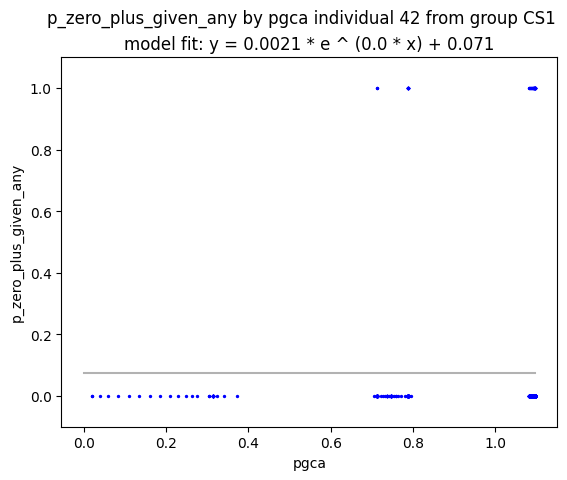 p_zero_plus_given_any by pgca individual 42 from group CS1
model fit: y = 0.0021 * e ^ (0.0 * x) + 0.071
1.0
0.8
0.6
0.4
0.2
0.0
p_zero_plus_given_any
0.0 0.2 0.4 0.6 0.8 1.0
pgca